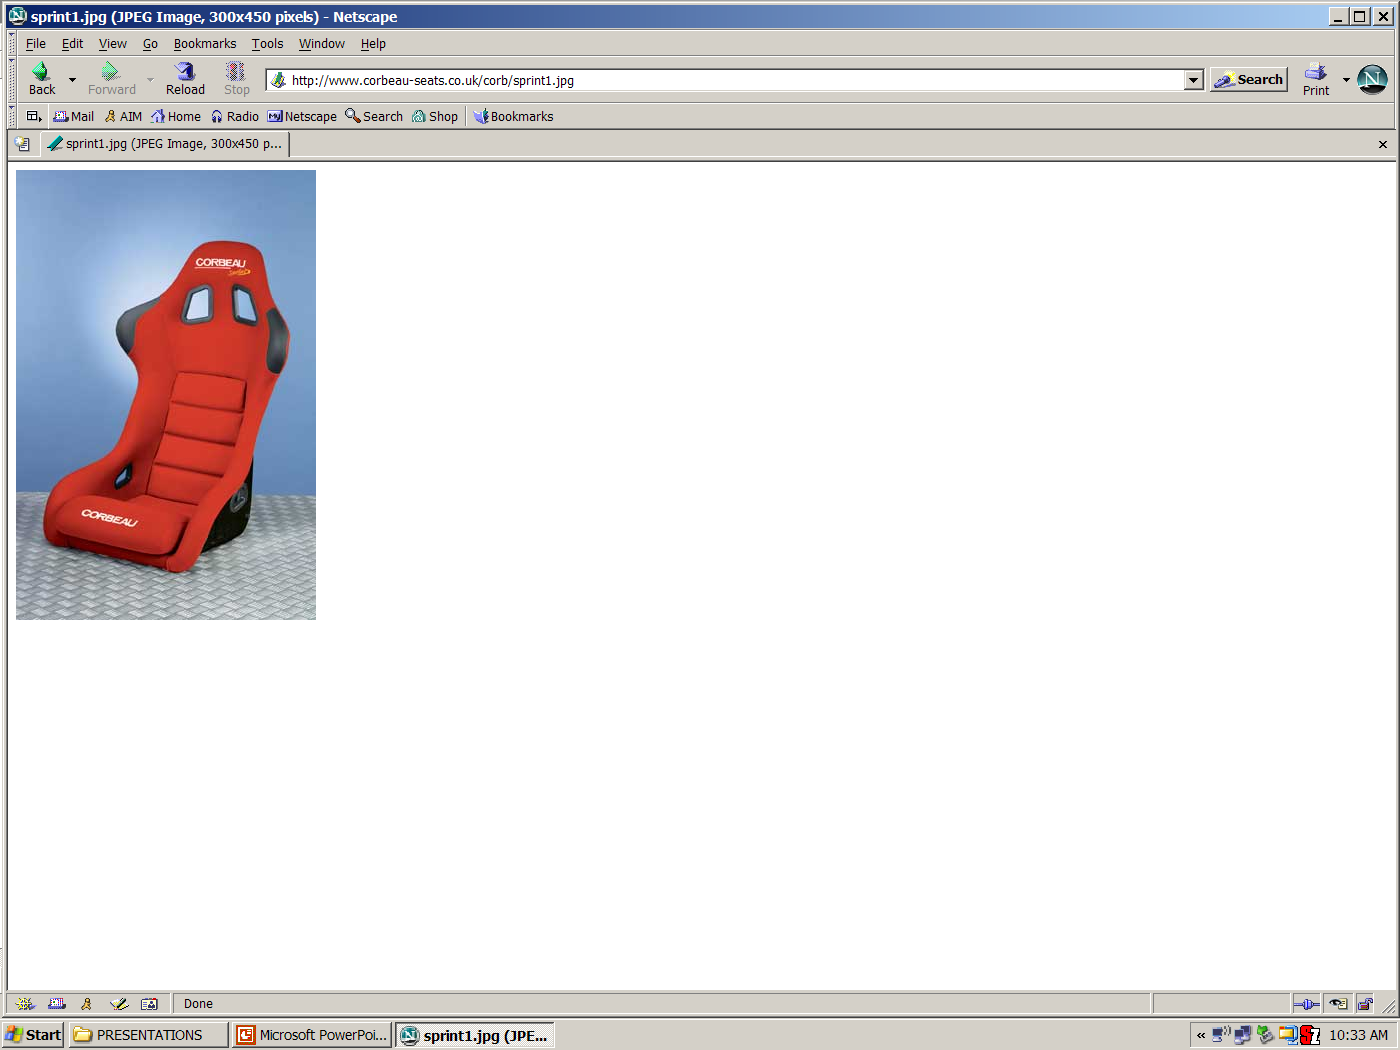 sprint1.jpg (JPEG Image, 300x450 pixels) - Netscape
File Edit View Go Bookmarks Tools Window Help
Back Forward Reload Stop http://www.corbeau-seats.co.uk/corb/sprint1.jpg Search Print
Mail AIM Home Radio Netscape Search Shop Bookmarks
sprint1.jpg (JPEG Image, 300x450 p...
CORBEAU
CORBEAU
Done
Start PRESENTATIONS Microsoft PowerPoi... sprint1.jpg (JPE... « 10:33 AM